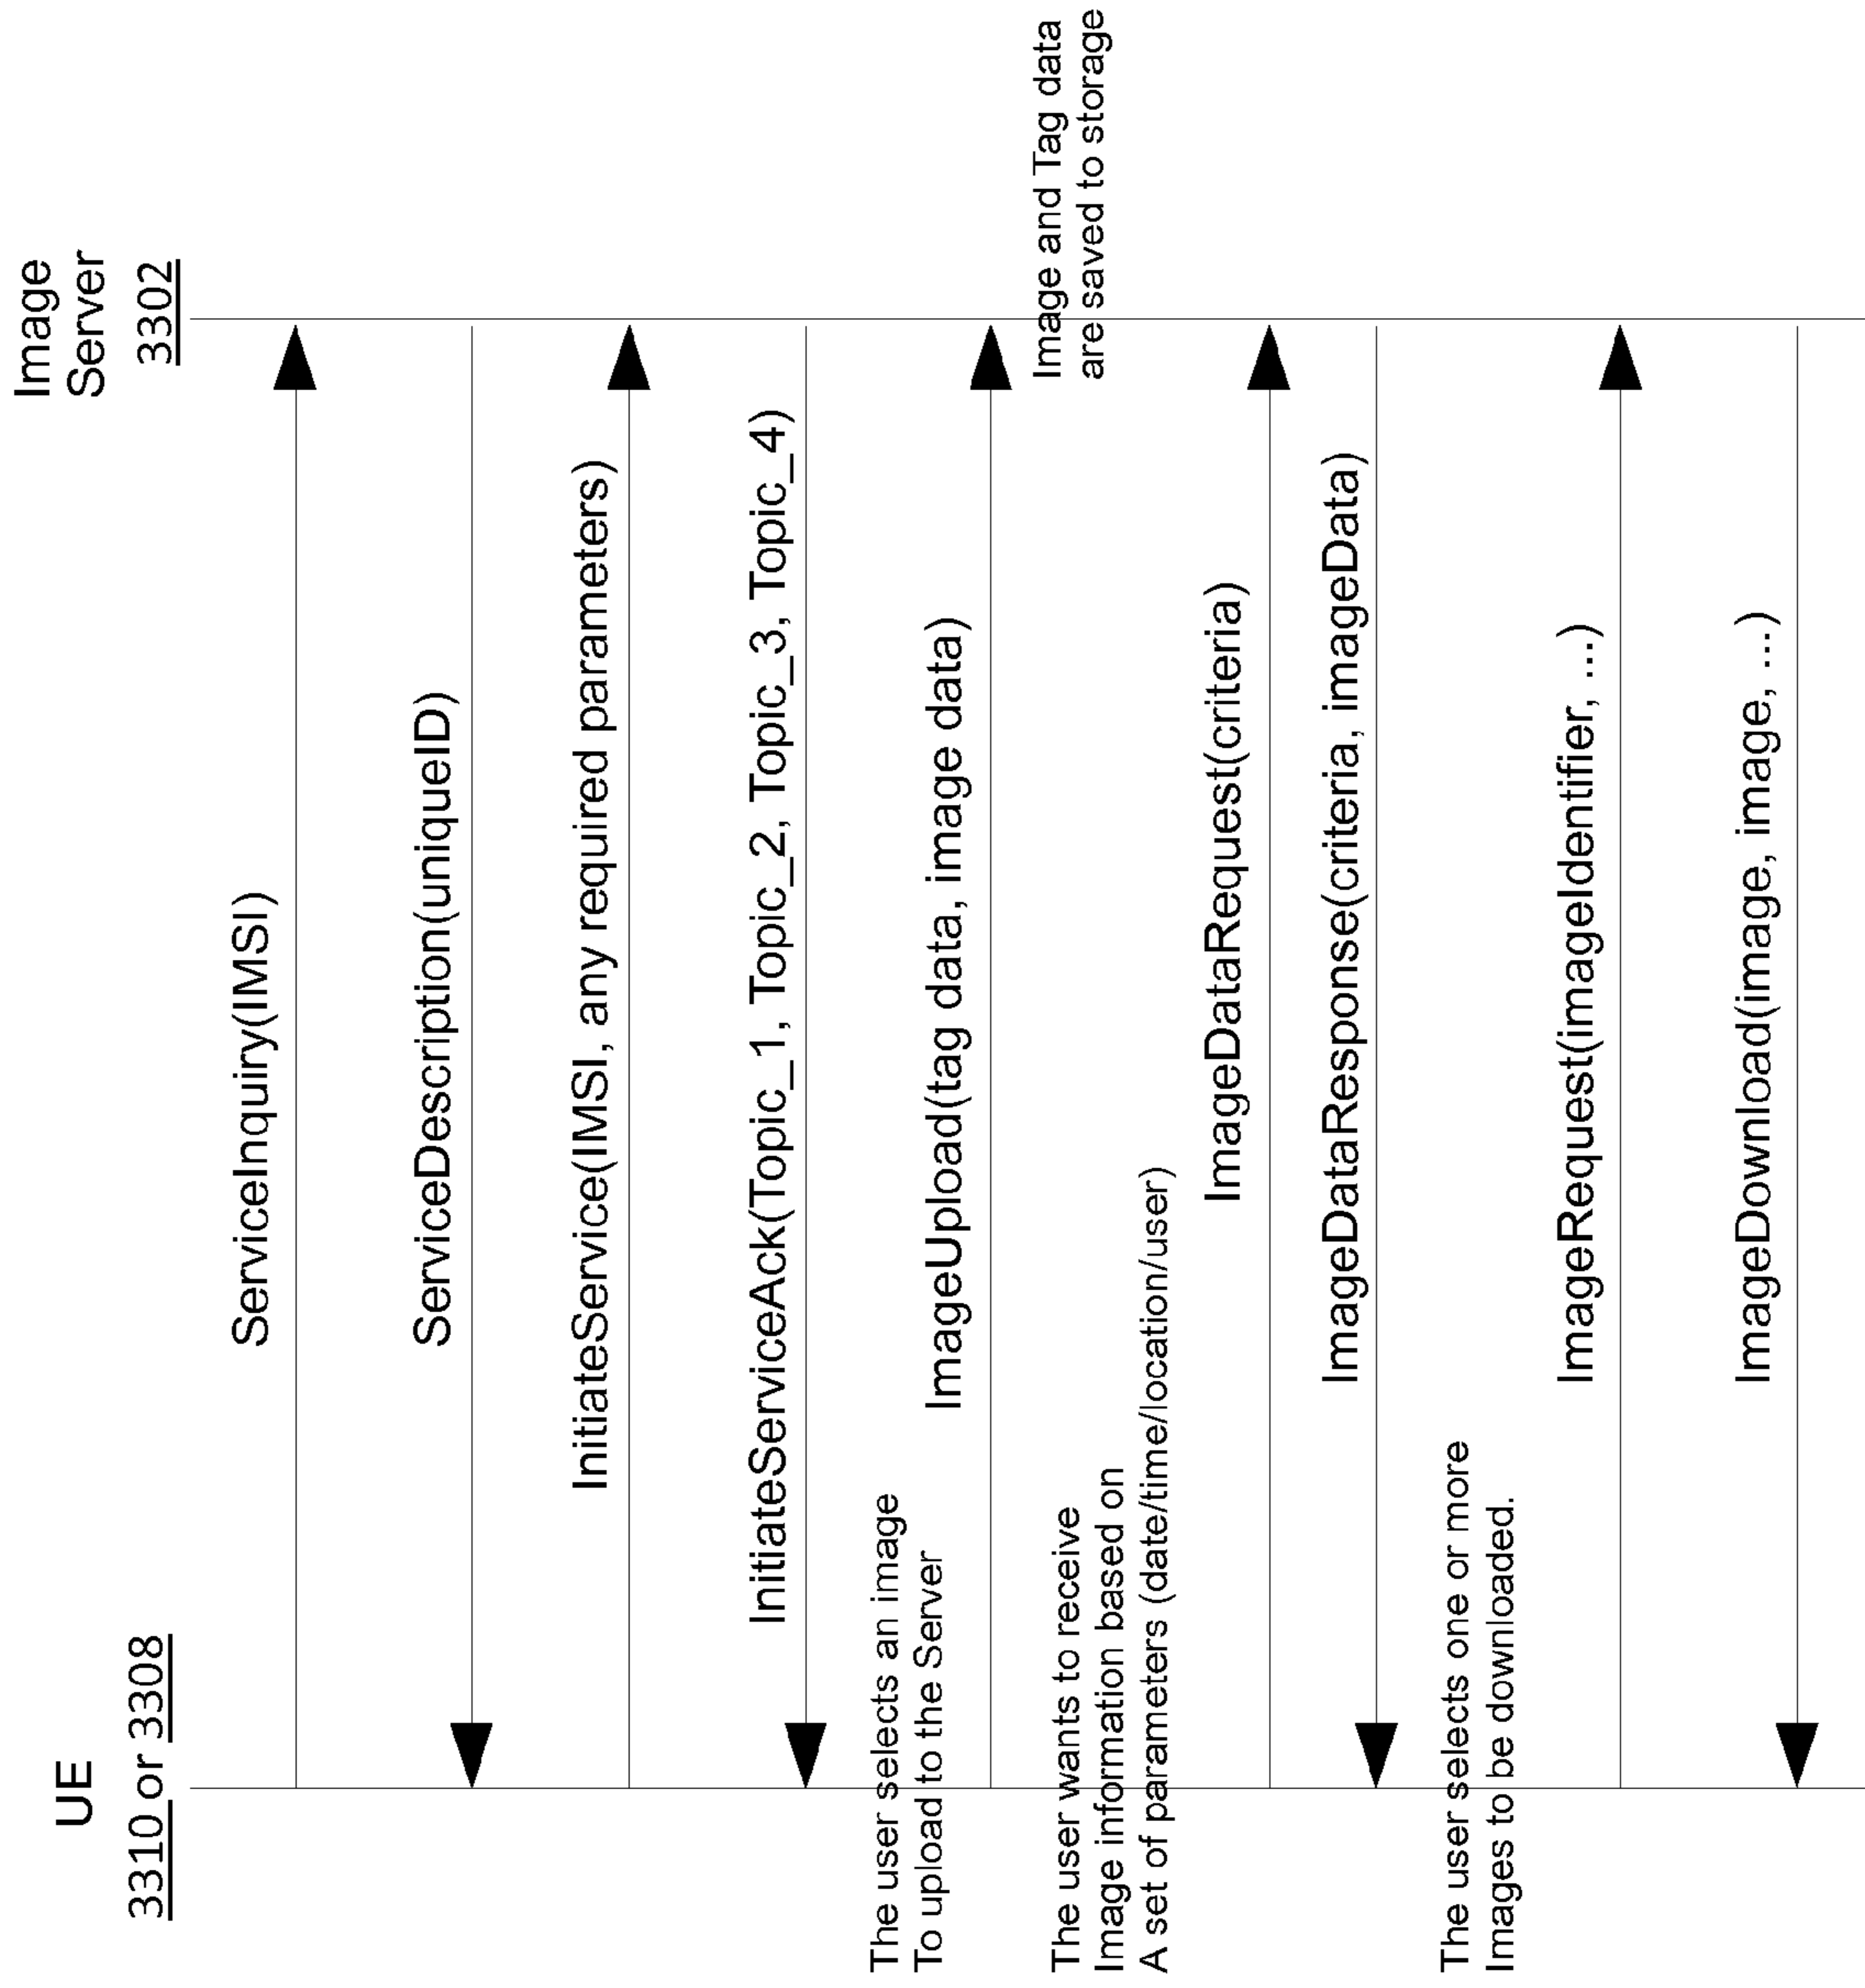 UE
3310 or 3308
Image
Server
3302
ServiceInquiry(IMSI)
ServiceDescription(uniqueID)
InitiateService(IMSI, any required parameters)
InitiateServiceAck(Topic_1, Topic_2, Topic_3, Topic_4)
The user selects an image
To upload to the Server
ImageUpload(tag data, image data)
Image and Tag data
are saved to storage
The user wants to receive
Image information based on
A set of parameters (date/time/location/user)
ImageDataRequest(criteria)
ImageDataResponse(criteria, imageData)
The user selects one or more
Images to be downloaded.
ImageRequest(imageIdentifier, ...)
ImageDownload(image, image, ...)